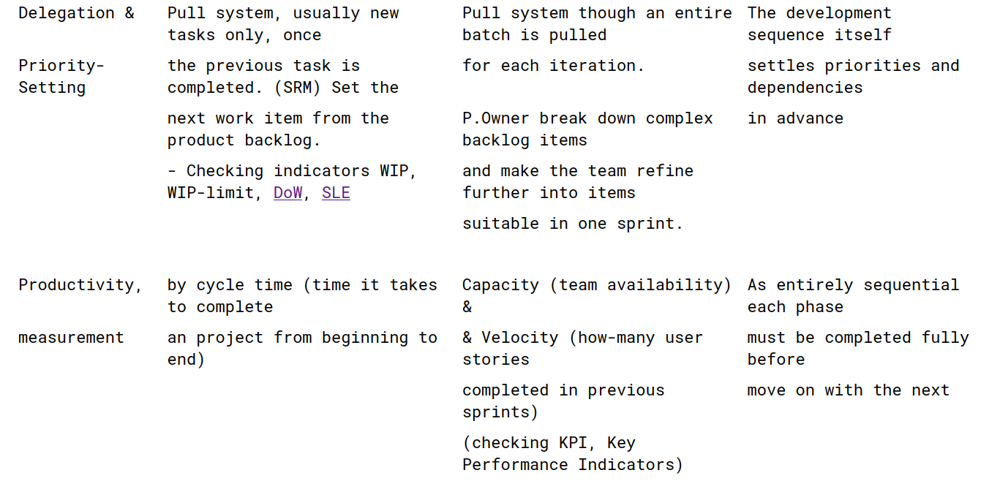 Delegation &
Pull system, usually new
tasks only, once
Pull system though an entire
batch is pulled
The development
sequence itself
Priority-
Setting
the previous task is
completed. (SRM) Set the
for each iteration.
settles priorities and
dependencies
next work item from the
product backlog.
P.Owner break down complex
backlog items
in advance
- Checking indicators WIP,
WIP-limit, DoW, SLE
and make the team refine
further into items
suitable in one sprint.
Productivity,
by cycle time (time it takes
to complete
Capacity (team availability)
&
As entirely sequential
each phase
measurement
an project from beginning to
end)
& Velocity (how-many user
stories
must be completed fully
before
completed in previous
sprints)
move on with the next
(checking KPI, Key
Performance Indicators)